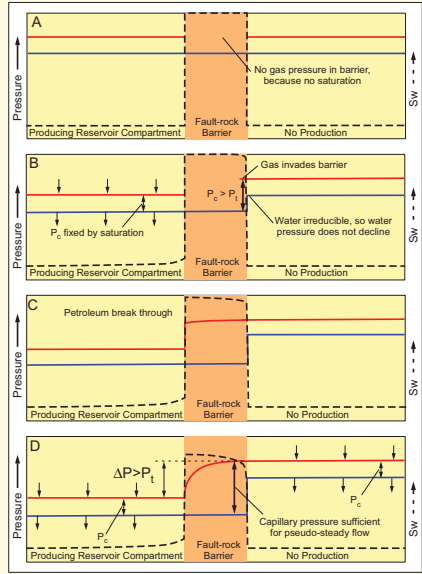 A
Pressure
No gas pressure in barrier,
because no saturation
Fault-rock
Barrier
Producing Reservoir Compartment
No Production
Sw
B
Pressure
Gas invades barrier
Pc > Pt
Pc fixed by saturation
Water irreducible, so water
pressure does not decline
Fault-rock
Barrier
Producing Reservoir Compartment
No Production
Sw
C
Pressure
Petroleum break through
Fault-rock
Barrier
Producing Reservoir Compartment
No Production
Sw
D
Pressure
ΔP>Pt
Pc
Pc
Capillary pressure sufficient
for pseudo-steady flow
Fault-rock
Barrier
Producing Reservoir Compartment
No Production
Sw